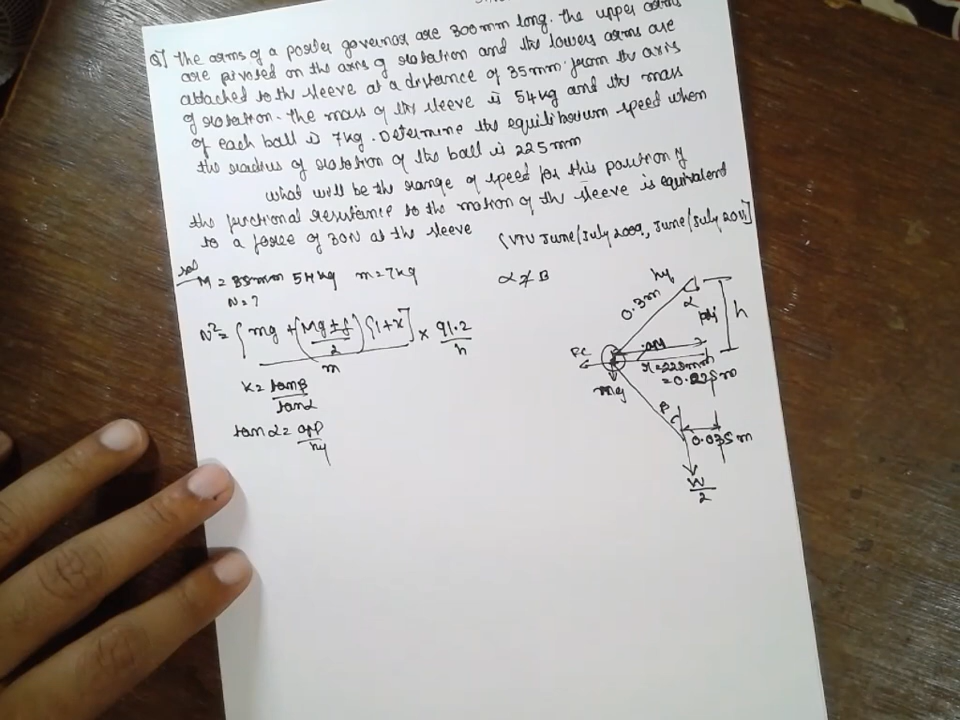 Q] The arms of a porter governor are 300mm long. The upper arms
are pivoted on the axis of rotation and the lower arms are
attached to the sleeve at a distance of 35mm from the axis
of rotation. The mass of the sleeve is 54kg and the mass
of each ball is 7kg. Determine the equilibrium speed when
the radius of rotation of the ball is 225mm
What will be the range of speed for this position if
the frictional resistance to the motion of the sleeve is equivalent
to a force of 30N at the sleeve
(VTU June/July 2009, June/July 2011]
Sol
M = 54kg m=7kg
α ≠ β
N=?
N² = [mg + (Mg ± f / 2) (1+K] × 91.2 / h
m
K = tanβ / tanα
tan α = opp / hy
hy
0.3m
α
h
Fc
r=225mm
= 0.225m
mg
β
0.035m
W/2